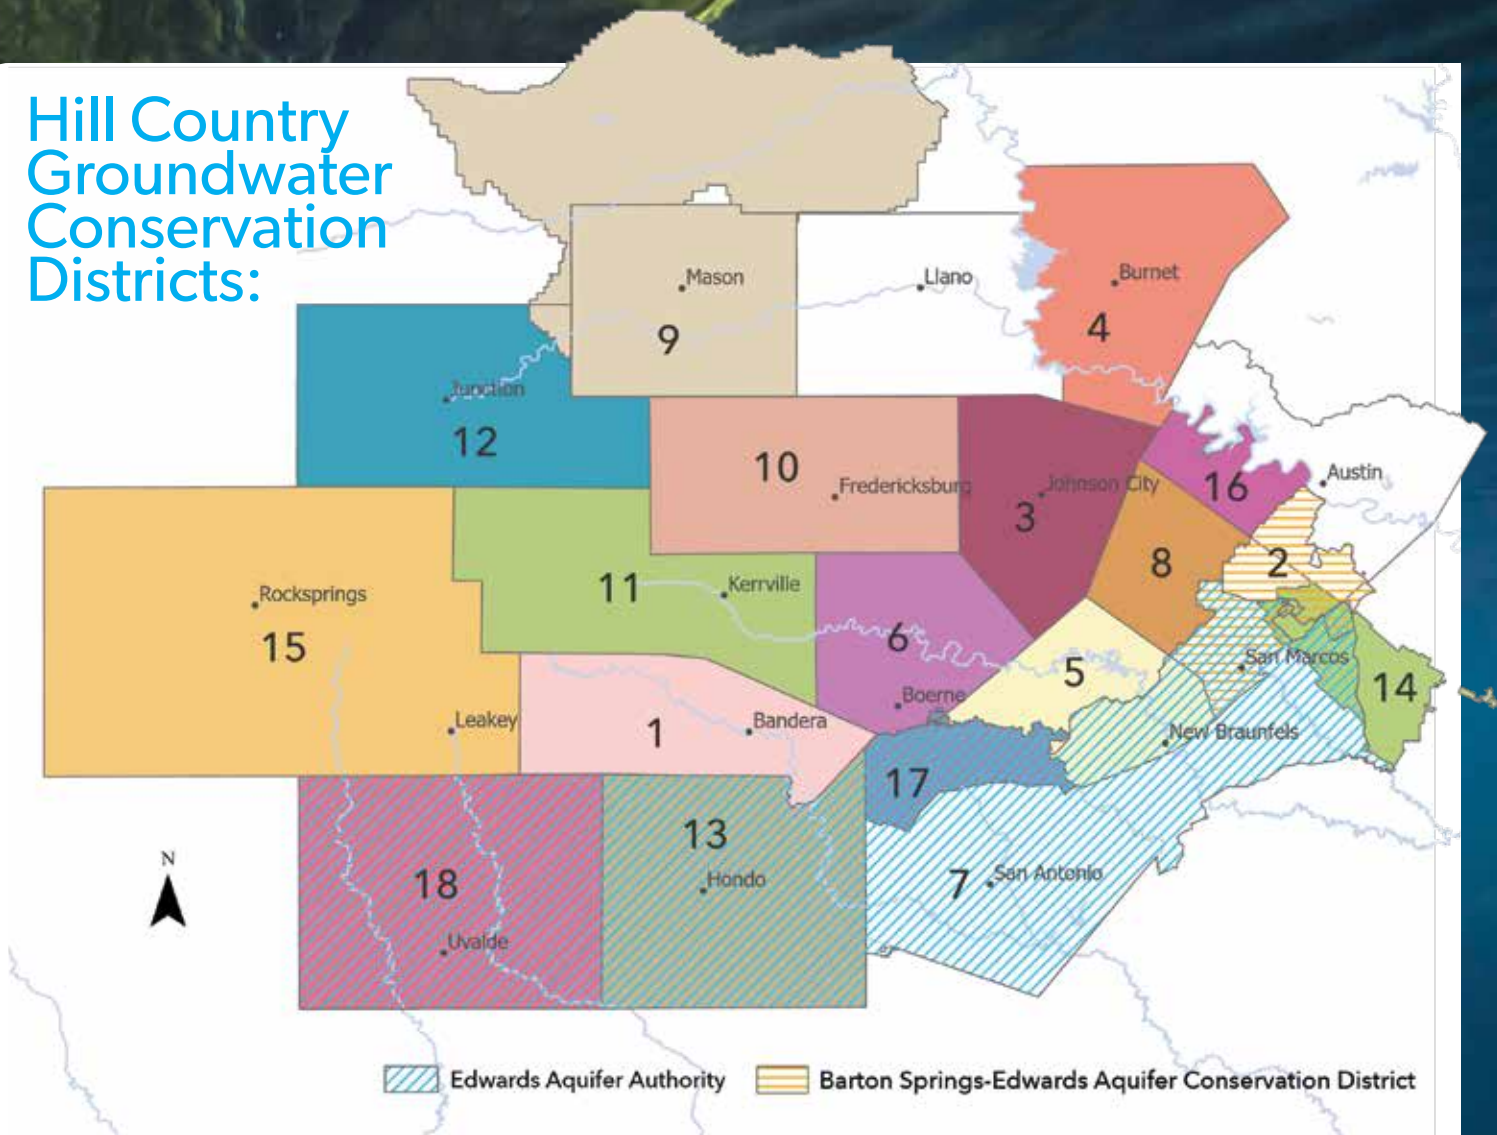 Hill Country
Groundwater
Conservation
Districts:
Mason
Llano
Burnet
9
4
Junction
12
10
Fredericksburg
Johnson City
3
16
Austin
8
2
Rocksprings
15
11
Kerrville
6
5
San Marcos
14
Boerne
Leakey
1
Bandera
New Braunfels
17
13
Hondo
18
7
San Antonio
Uvalde
N
Edwards Aquifer Authority
Barton Springs-Edwards Aquifer Conservation District